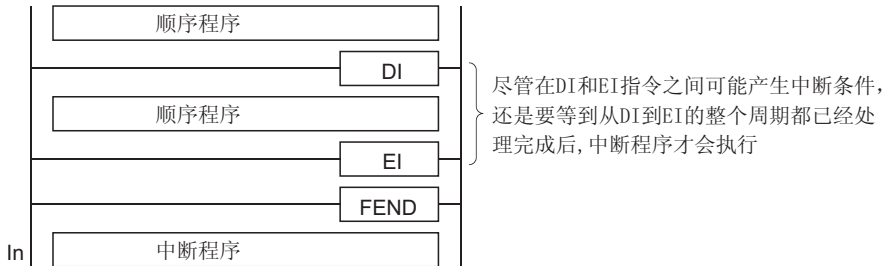 顺序程序
DI
尽管在DI和EI指令之间可能产生中断条件，
还是要等到从DI到EI的整个周期都已经处
理完成后,中断程序才会执行
顺序程序
EI
FEND
In
中断程序